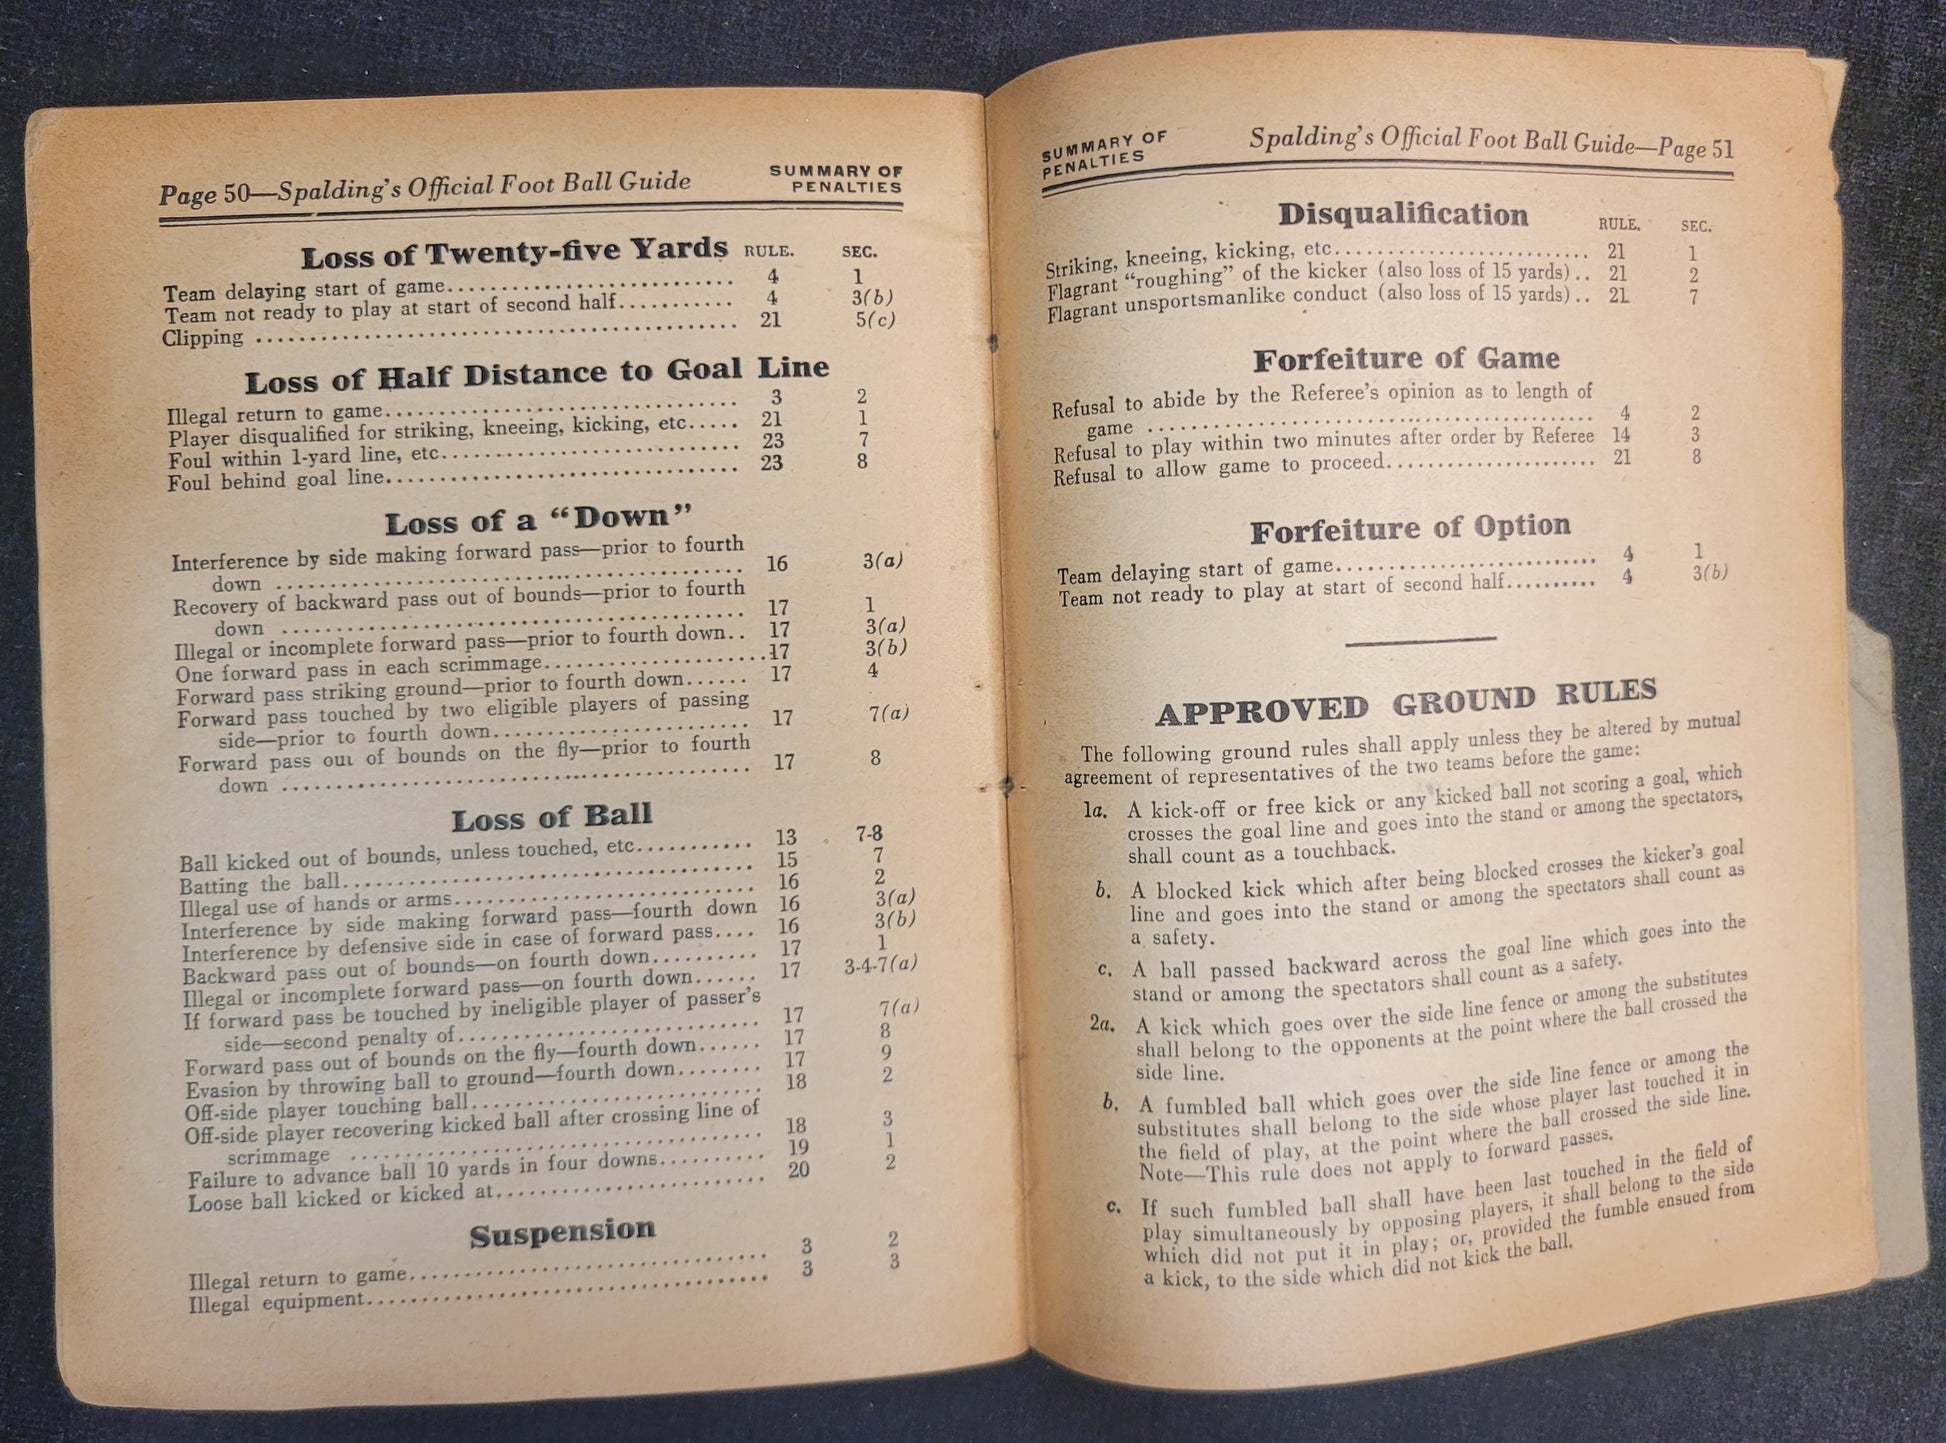 Page 50—Spalding's Official Foot Ball Guide
SUMMARY OF
PENALTIES
Loss of Twenty-five Yards RULE. SEC.
Team delaying start of game........................... 4 1
Team not ready to play at start of second half........... 4 3(b)
Clipping ............................................. 21 5(c)
Loss of Half Distance to Goal Line
Illegal return to game................................. 3 2
Player disqualified for striking, kneeing, kicking, etc..... 21 1
Foul within 1-yard line, etc............................ 23 7
Foul behind goal line.................................. 23 8
Loss of a “Down”
Interference by side making forward pass—prior to fourth
down ............................................. 16 3(a)
Recovery of backward pass out of bounds—prior to fourth
down ............................................. 17 1
Illegal or incomplete forward pass—prior to fourth down.. 17 3(a)
One forward pass in each scrimmage.....................17 3(b)
Forward pass striking ground—prior to fourth down...... 17 4
Forward pass touched by two eligible players of passing
side—prior to fourth down........................ 17 7(a)
Forward pass out of bounds on the fly—prior to fourth
down ............................................. 17 8
Loss of Ball
Ball kicked out of bounds, unless touched, etc........... 13 7-8
Batting the ball....................................... 15 7
Illegal use of hands or arms............................ 16 2
Interference by side making forward pass—fourth down 16 3(a)
Interference by defensive side in case of forward pass.... 16 3(b)
Backward pass out of bounds—on fourth down.......... 17 1
Illegal or incomplete forward pass—on fourth down...... 17 3-4-7(a)
If forward pass be touched by ineligible player of passer's
side—second penalty of............................ 17 7(a)
Forward pass out of bounds on the fly—fourth down...... 17 8
Evasion by throwing ball to ground—fourth down........ 17 9
Off-side player touching ball........................... 18 2
Off-side player recovering kicked ball after crossing line of
scrimmage ....................................... 18 3
Failure to advance ball 10 yards in four downs.......... 19 1
Loose ball kicked or kicked at......................... 20 2
Suspension
Illegal return to game.................................. 3 2
Illegal equipment...................................... 3 3
SUMMARY OF
PENALTIES
Spalding's Official Foot Ball Guide—Page 51
Disqualification RULE. SEC.
Striking, kneeing, kicking, etc......................... 21 1
Flagrant “roughing” of the kicker (also loss of 15 yards).. 21 2
Flagrant unsportsmanlike conduct (also loss of 15 yards).. 21 7
Forfeiture of Game
Refusal to abide by the Referee's opinion as to length of
game ............................................. 4 2
Refusal to play within two minutes after order by Referee 14 3
Refusal to allow game to proceed...................... 21 8
Forfeiture of Option
Team delaying start of game........................... 4 1
Team not ready to play at start of second half.......... 4 3(b)
APPROVED GROUND RULES
The following ground rules shall apply unless they be altered by mutual
agreement of representatives of the two teams before the game:
1a. A kick-off or free kick or any kicked ball not scoring a goal, which
crosses the goal line and goes into the stand or among the spectators,
shall count as a touchback.
b. A blocked kick which after being blocked crosses the kicker's goal
line and goes into the stand or among the spectators shall count as
a safety.
c. A ball passed backward across the goal line which goes into the
stand or among the spectators shall count as a safety.
2a. A kick which goes over the side line fence or among the substitutes
shall belong to the opponents at the point where the ball crossed the
side line.
b. A fumbled ball which goes over the side line fence or among the
substitutes shall belong to the side whose player last touched it in
the field of play, at the point where the ball crossed the side line.
Note—This rule does not apply to forward passes.
c. If such fumbled ball shall have been last touched in the field of
play simultaneously by opposing players, it shall belong to the side
which did not put it in play; or, provided the fumble ensued from
a kick, to the side which did not kick the ball.